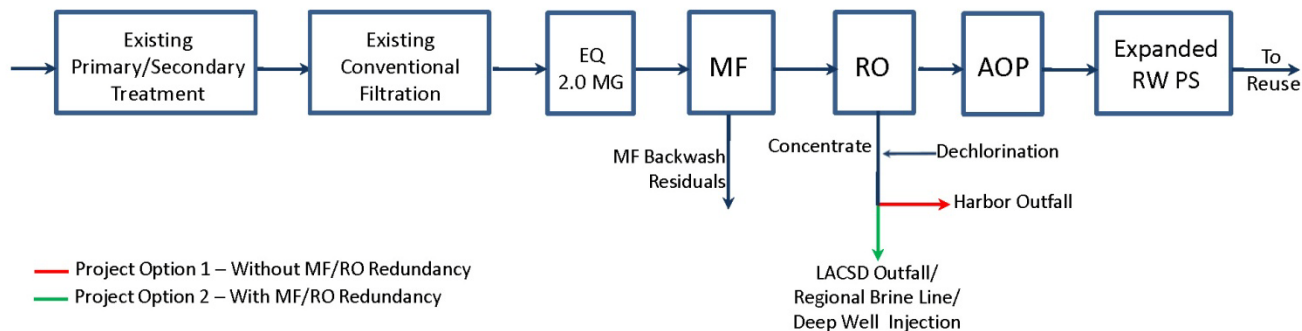 Existing
Primary/Secondary
Treatment
Existing
Conventional
Filtration
EQ
2.0 MG
MF
RO
AOP
Expanded
RW PS
To
Reuse
MF Backwash
Residuals
Concentrate
Dechlorination
Harbor Outfall
LACSD Outfall/
Regional Brine Line/
Deep Well Injection
Project Option 1 – Without MF/RO Redundancy
Project Option 2 – With MF/RO Redundancy